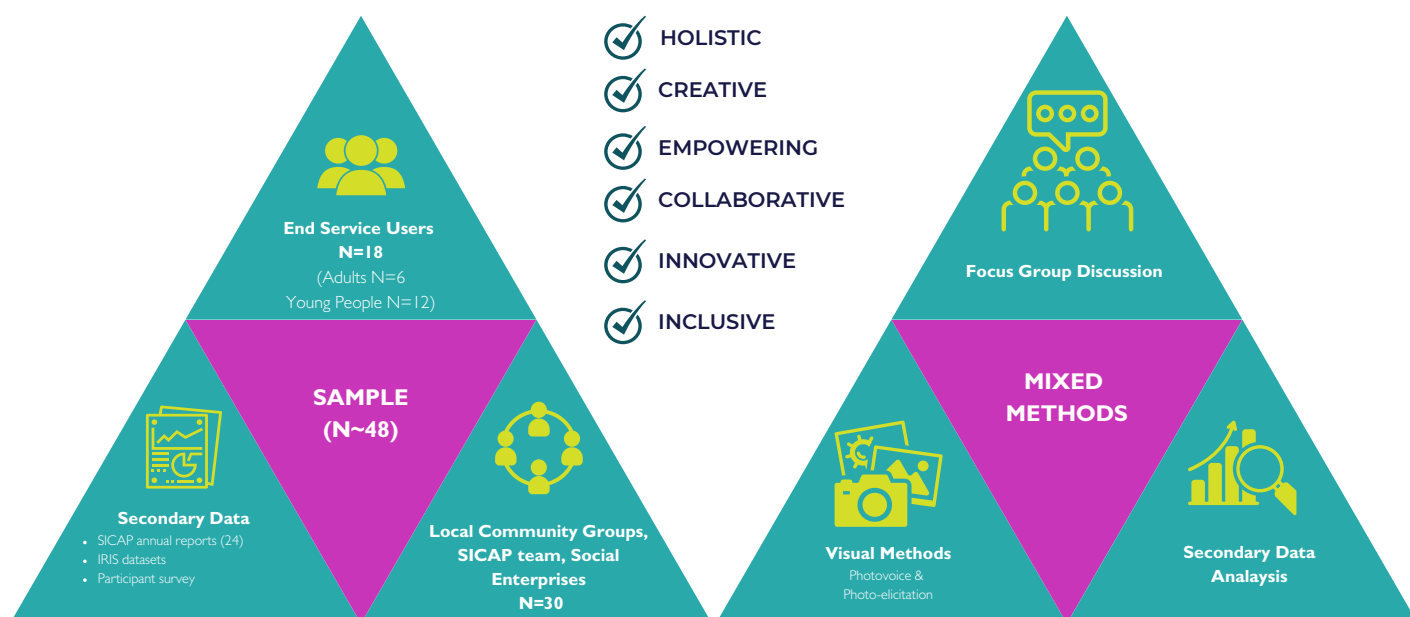 End Service Users
N=18
(Adults N=6
Young People N=12)
SAMPLE
(N~48)
Secondary Data
• SICAP annual reports (24)
• IRIS datasets
• Participant survey
Local Community Groups,
SICAP team, Social
Enterprises
N=30
HOLISTIC
CREATIVE
EMPOWERING
COLLABORATIVE
INNOVATIVE
INCLUSIVE
Focus Group Discussion
MIXED
METHODS
Visual Methods
Photovoice &
Photo-elicitation
Secondary Data
Analaysis